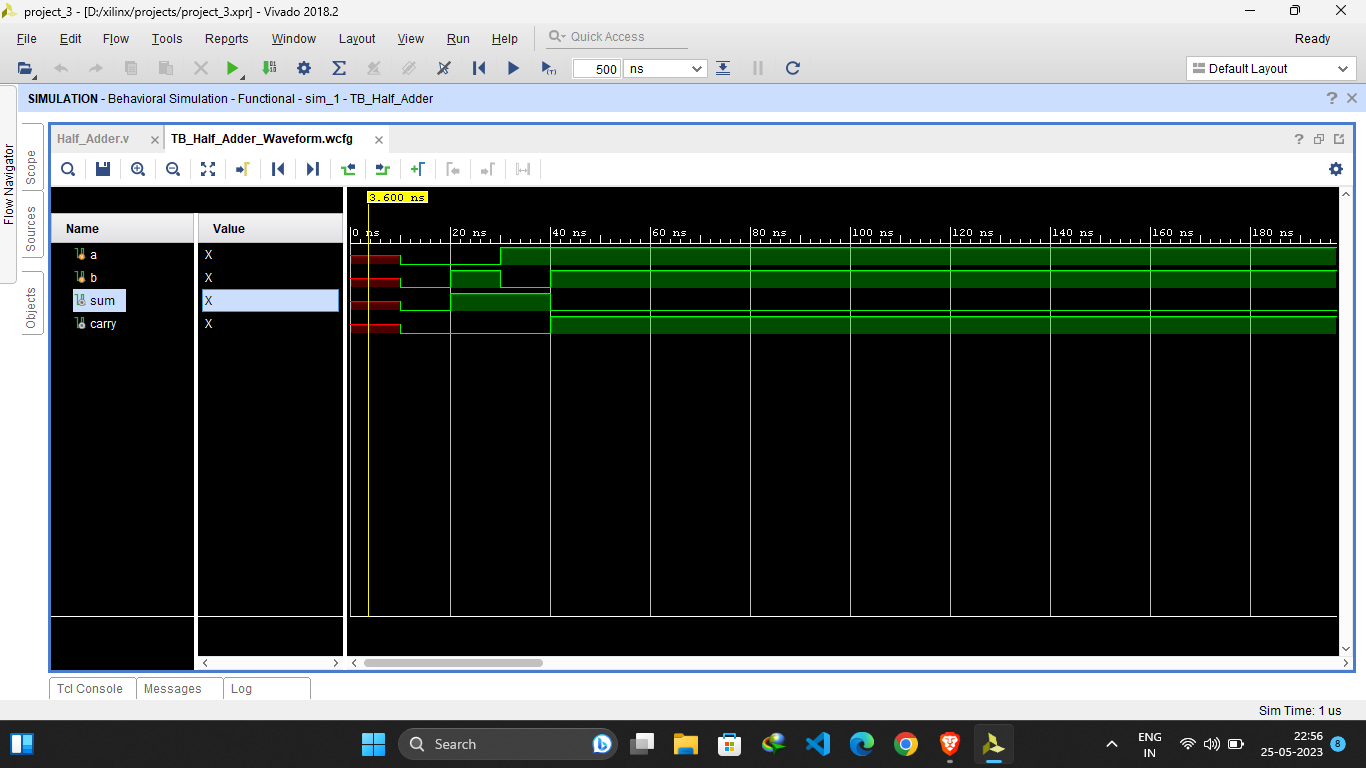 project_3 - [D:/xilinx/projects/project_3.xpr] - Vivado 2018.2
File Edit Flow Tools Reports Window Layout View Run Help Quick Access Ready
500 ns Default Layout
SIMULATION - Behavioral Simulation - Functional - sim_1 - TB_Half_Adder
Flow Navigator
Scope
Sources
Objects
Half_Adder.v TB_Half_Adder_Waveform.wcfg
3.600 ns
Name Value
0 ns 20 ns 40 ns 60 ns 80 ns 100 ns 120 ns 140 ns 160 ns 180 ns
a X
b X
sum X
carry X
Tcl Console Messages Log
Sim Time: 1 us
Search
ENG
IN
22:56
25-05-2023
8